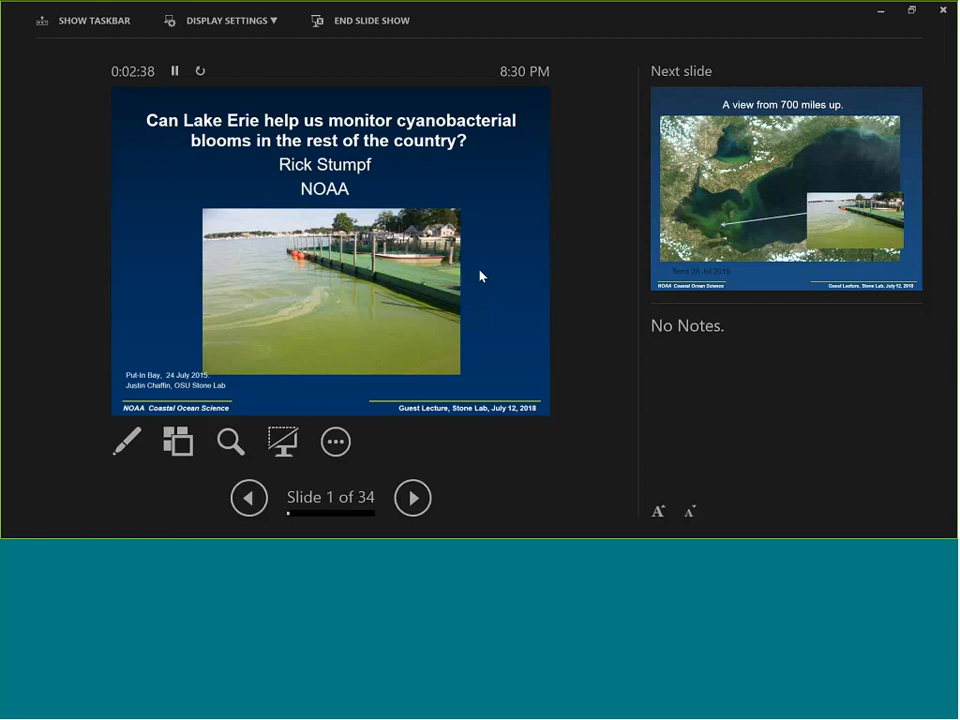 SHOW TASKBAR
DISPLAY SETTINGS ▼
END SLIDE SHOW
0:02:38
8:30 PM
Can Lake Erie help us monitor cyanobacterial
blooms in the rest of the country?
Rick Stumpf
NOAA
Put-In Bay, 24 July 2015.
Justin Chaffin, OSU Stone Lab
NOAA Coastal Ocean Science
Guest Lecture, Stone Lab, July 12, 2018
Slide 1 of 34
Next slide
A view from 700 miles up.
Terra 28 Jul 2015
NOAA Coastal Ocean Science
Guest Lecture, Stone Lab, July 12, 2018
No Notes.
A
A